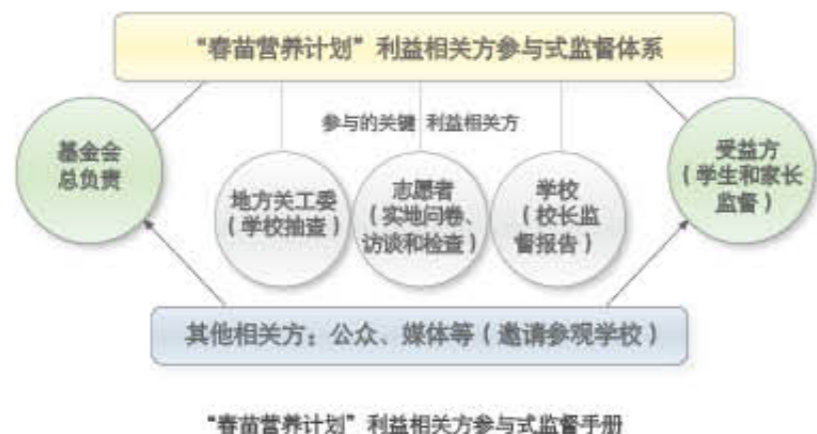 “春苗营养计划”利益相关方参与式监督体系
参与的关键 利益相关方
基金会
总负责
地方关工委
（学校抽查）
志愿者
（实地问卷、
访谈和检查）
学校
（校长监
督报告）
受益方
（学生和家长
监督）
其他相关方：公众、媒体等（邀请参观学校）
“春苗营养计划”利益相关方参与式监督手册